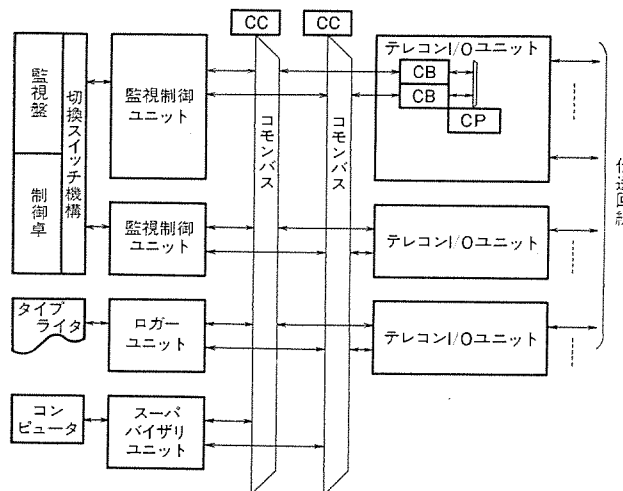 CC
CC
監視盤
制御卓
切換スイッチ機構
監視制御
ユニット
コモンバス
コモンバス
テレコンI/Oユニット
CB
CB
CP
伝送回線
監視制御
ユニット
テレコンI/Oユニット
タイプ
ライタ
ロガー
ユニット
テレコンI/Oユニット
コン
ピュータ
スーパ
バイザリ
ユニット